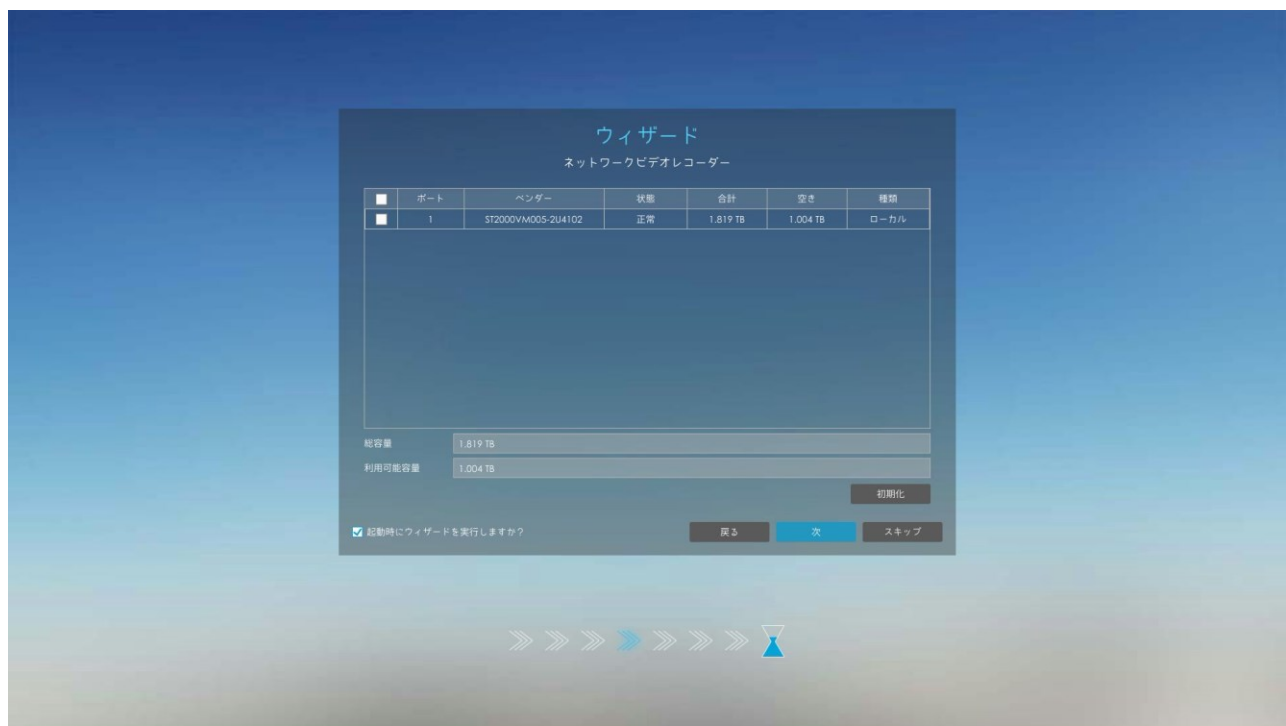 ウィザード
ネットワークビデオレコーダー
ポート ベンダー 状態 合計 空き 種類
1 ST2000VM005-2U4102 正常 1.819 TB 1.004 TB ローカル
総容量 1.819 TB
利用可能容量 1.004 TB
初期化
起動時にウィザードを実行しますか？ 戻る 次 スキップ